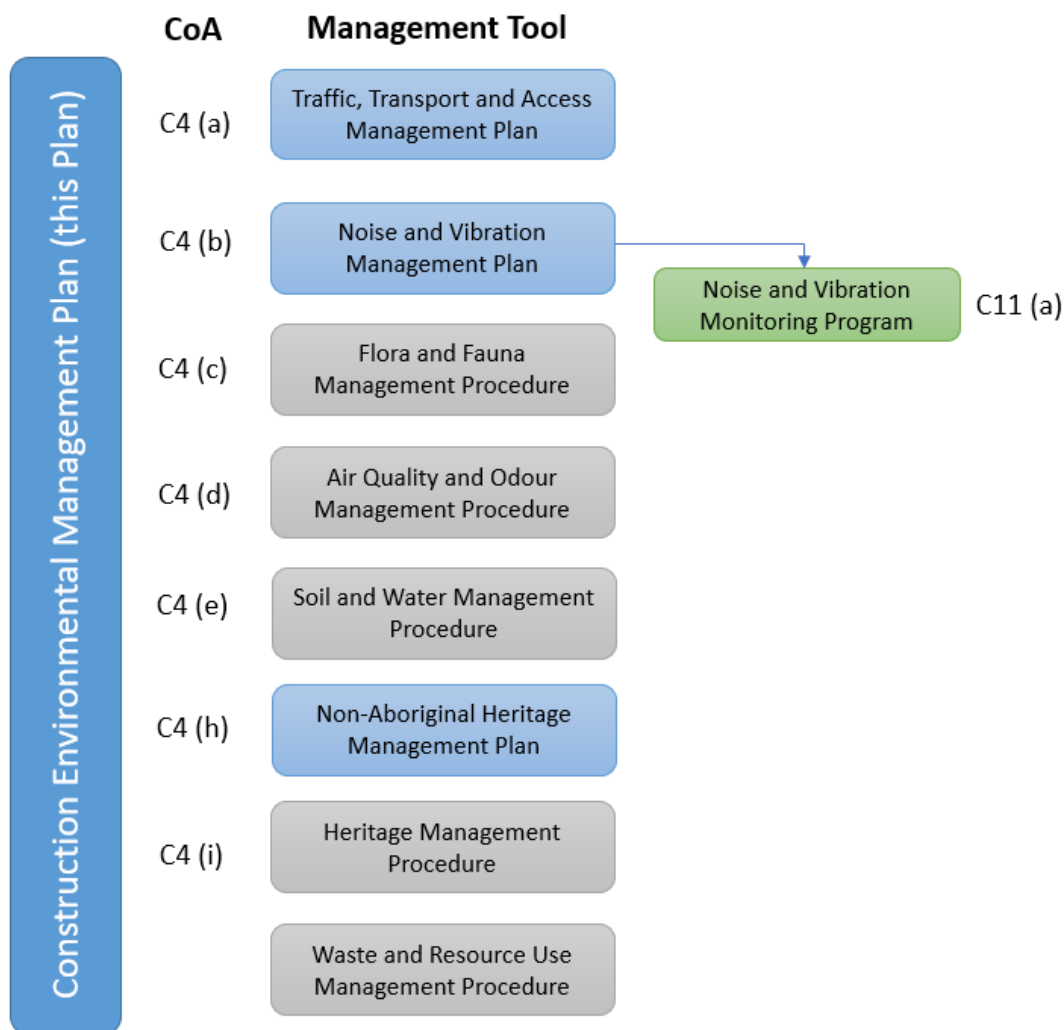 CoA
Management Tool
Construction Environmental Management Plan (this Plan)
C4 (a)
Traffic, Transport and Access
Management Plan
C4 (b)
Noise and Vibration
Management Plan
Noise and Vibration
Monitoring Program
C11 (a)
C4 (c)
Flora and Fauna
Management Procedure
C4 (d)
Air Quality and Odour
Management Procedure
C4 (e)
Soil and Water Management
Procedure
C4 (h)
Non-Aboriginal Heritage
Management Plan
C4 (i)
Heritage Management
Procedure
Waste and Resource Use
Management Procedure